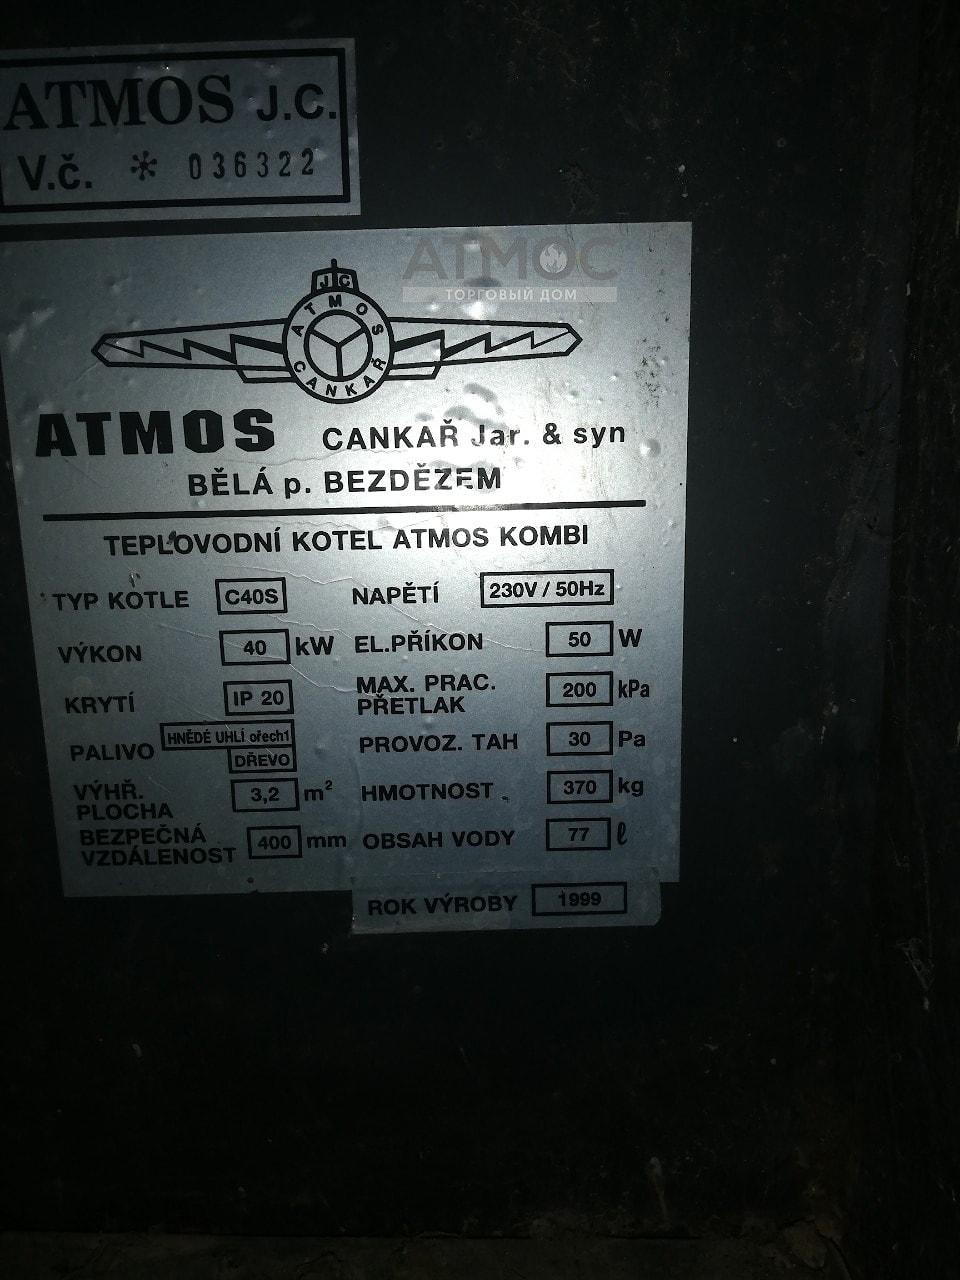 ATMOS J.C.
V.č. * 036322
АТМОС
ТОРГОВЫЙ ДОМ
JC
ATMOS
CANKAŘ
ATMOS CANKAŘ Jar. & syn
BĚLÁ p. BEZDĚZEM
TEPLOVODNÍ KOTEL ATMOS KOMBI
TYP KOTLE C40S NAPĚTÍ 230V / 50Hz
VÝKON 40 kW EL.PŘÍKON 50 W
KRYTÍ IP 20 MAX. PRAC. PŘETLAK 200 kPa
PALIVO HNĚDÉ UHLÍ ořech1 DŘEVO PROVOZ. TAH 30 Pa
VÝHŘ. PLOCHA 3,2 m² HMOTNOST 370 kg
BEZPEČNÁ VZDÁLENOST 400 mm OBSAH VODY 77 ℓ
ROK VÝROBY 1999